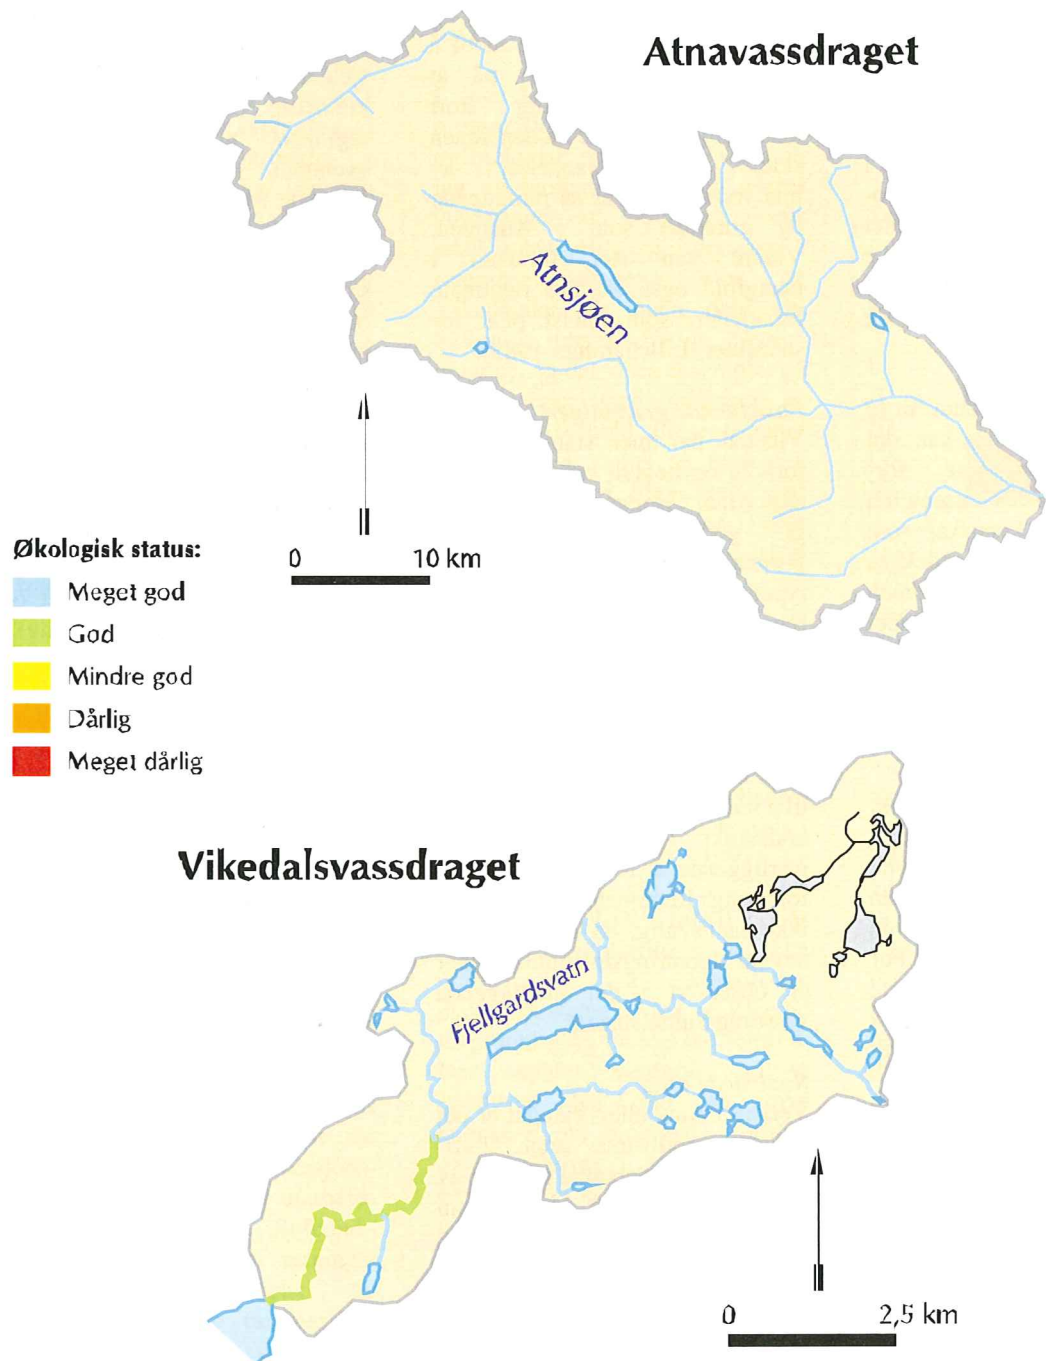 Atnavassdraget
Atnsjøen
0 10 km
Økologisk status:
Meget god
God
Mindre god
Dårlig
Meget dårlig
Vikedalsvassdraget
Fjellgardsvatn
0 2,5 km